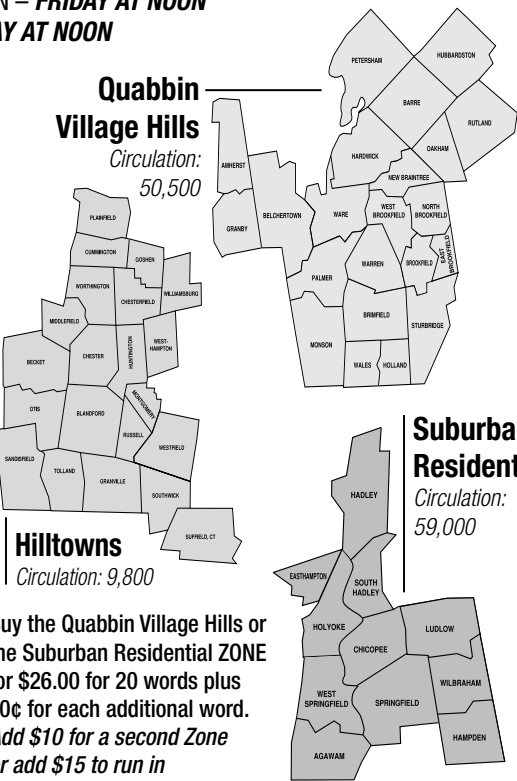 N – FRIDAY AT NOON
AY AT NOON
Quabbin
Village Hills
Circulation:
50,500
PETERSHAM
HUBBARDSTON
BARRE
RUTLAND
OAKHAM
HARDWICK
NEW BRAINTREE
AMHERST
BELCHERTOWN
GRANBY
WARE
WEST
BROOKFIELD
NORTH
BROOKFIELD
EAST
BROOKFIELD
BROOKFIELD
WARREN
PALMER
BRIMFIELD
STURBRIDGE
MONSON
WALES
HOLLAND
PLAINFIELD
CUMMINGTON
GOSHEN
WORTHINGTON
CHESTERFIELD
WILLIAMSBURG
MIDDLEFIELD
HUNTINGTON
WEST-
HAMPTON
BECKET
CHESTER
MONTGOMERY
OTIS
BLANDFORD
RUSSELL
WESTFIELD
SANDISFIELD
TOLLAND
GRANVILLE
SOUTHWICK
SUFFIELD, CT
Hilltowns
Circulation: 9,800
Suburba
Resident
Circulation:
59,000
HADLEY
EASTHAMPTON
SOUTH
HADLEY
HOLYOKE
CHICOPEE
LUDLOW
WEST
SPRINGFIELD
SPRINGFIELD
WILBRAHAM
AGAWAM
HAMPDEN
uy the Quabbin Village Hills or
he Suburban Residential ZONE
or $26.00 for 20 words plus
0¢ for each additional word.
dd $10 for a second Zone
r add $15 to run in